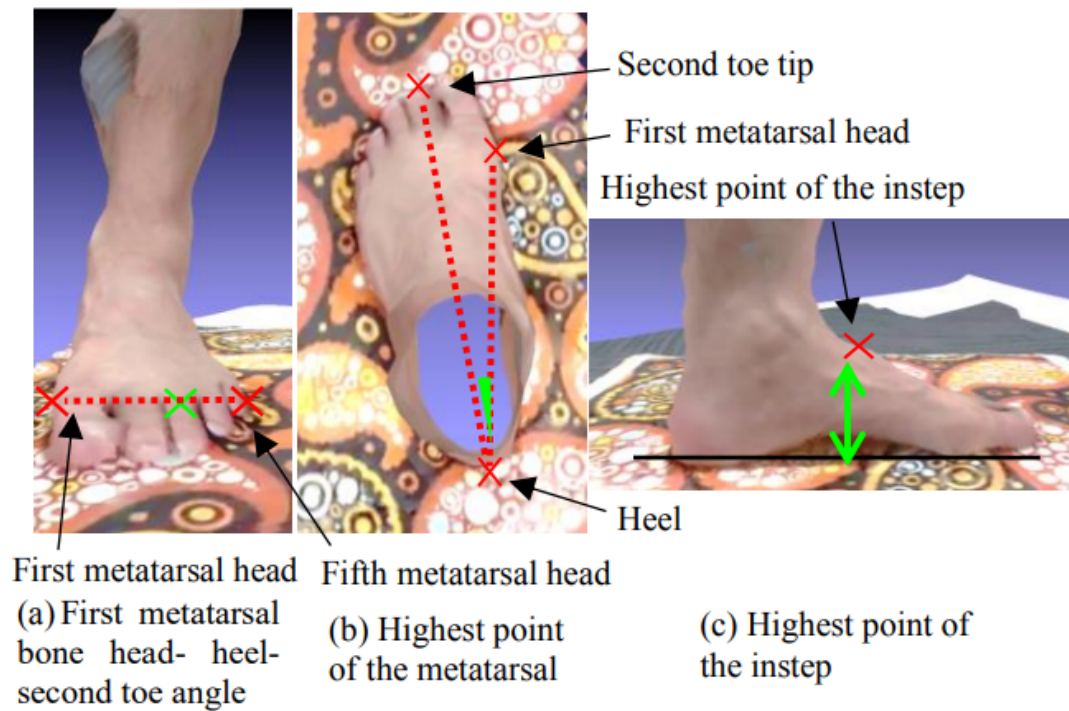 Second toe tip
First metatarsal head
Highest point of the instep
Heel
First metatarsal head
Fifth metatarsal head
(a) First metatarsal
bone head- heel-
second toe angle
(b) Highest point
of the metatarsal
(c) Highest point of
the instep